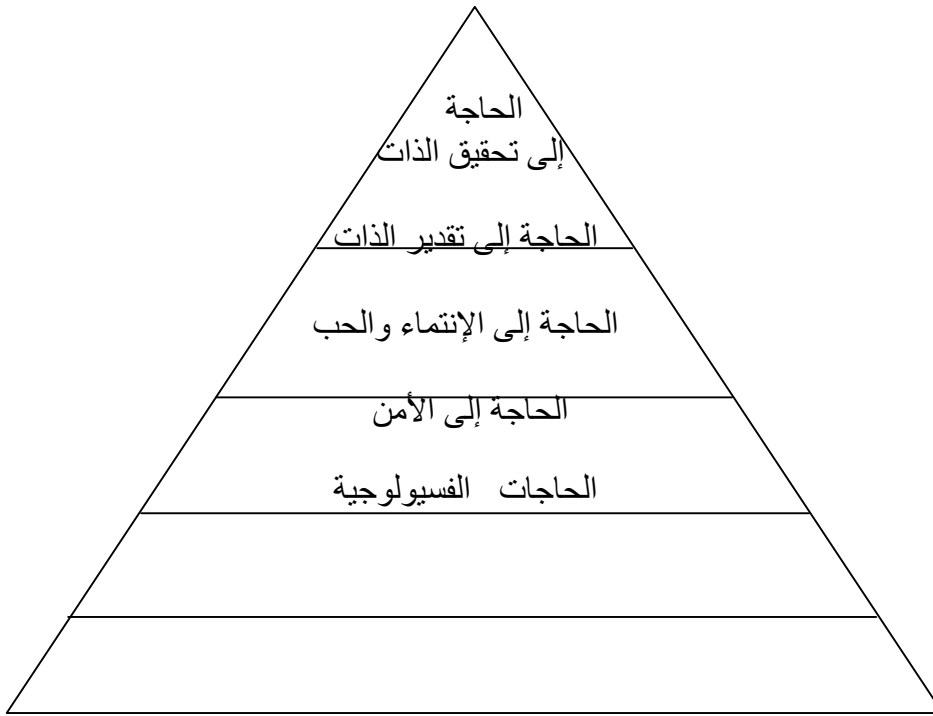 الحاجة
إلى تحقيق الذات
الحاجة إلى تقدير الذات
الحاجة إلى الإنتماء والحب
الحاجة إلى الأمن
الحاجات الفسيولوجية